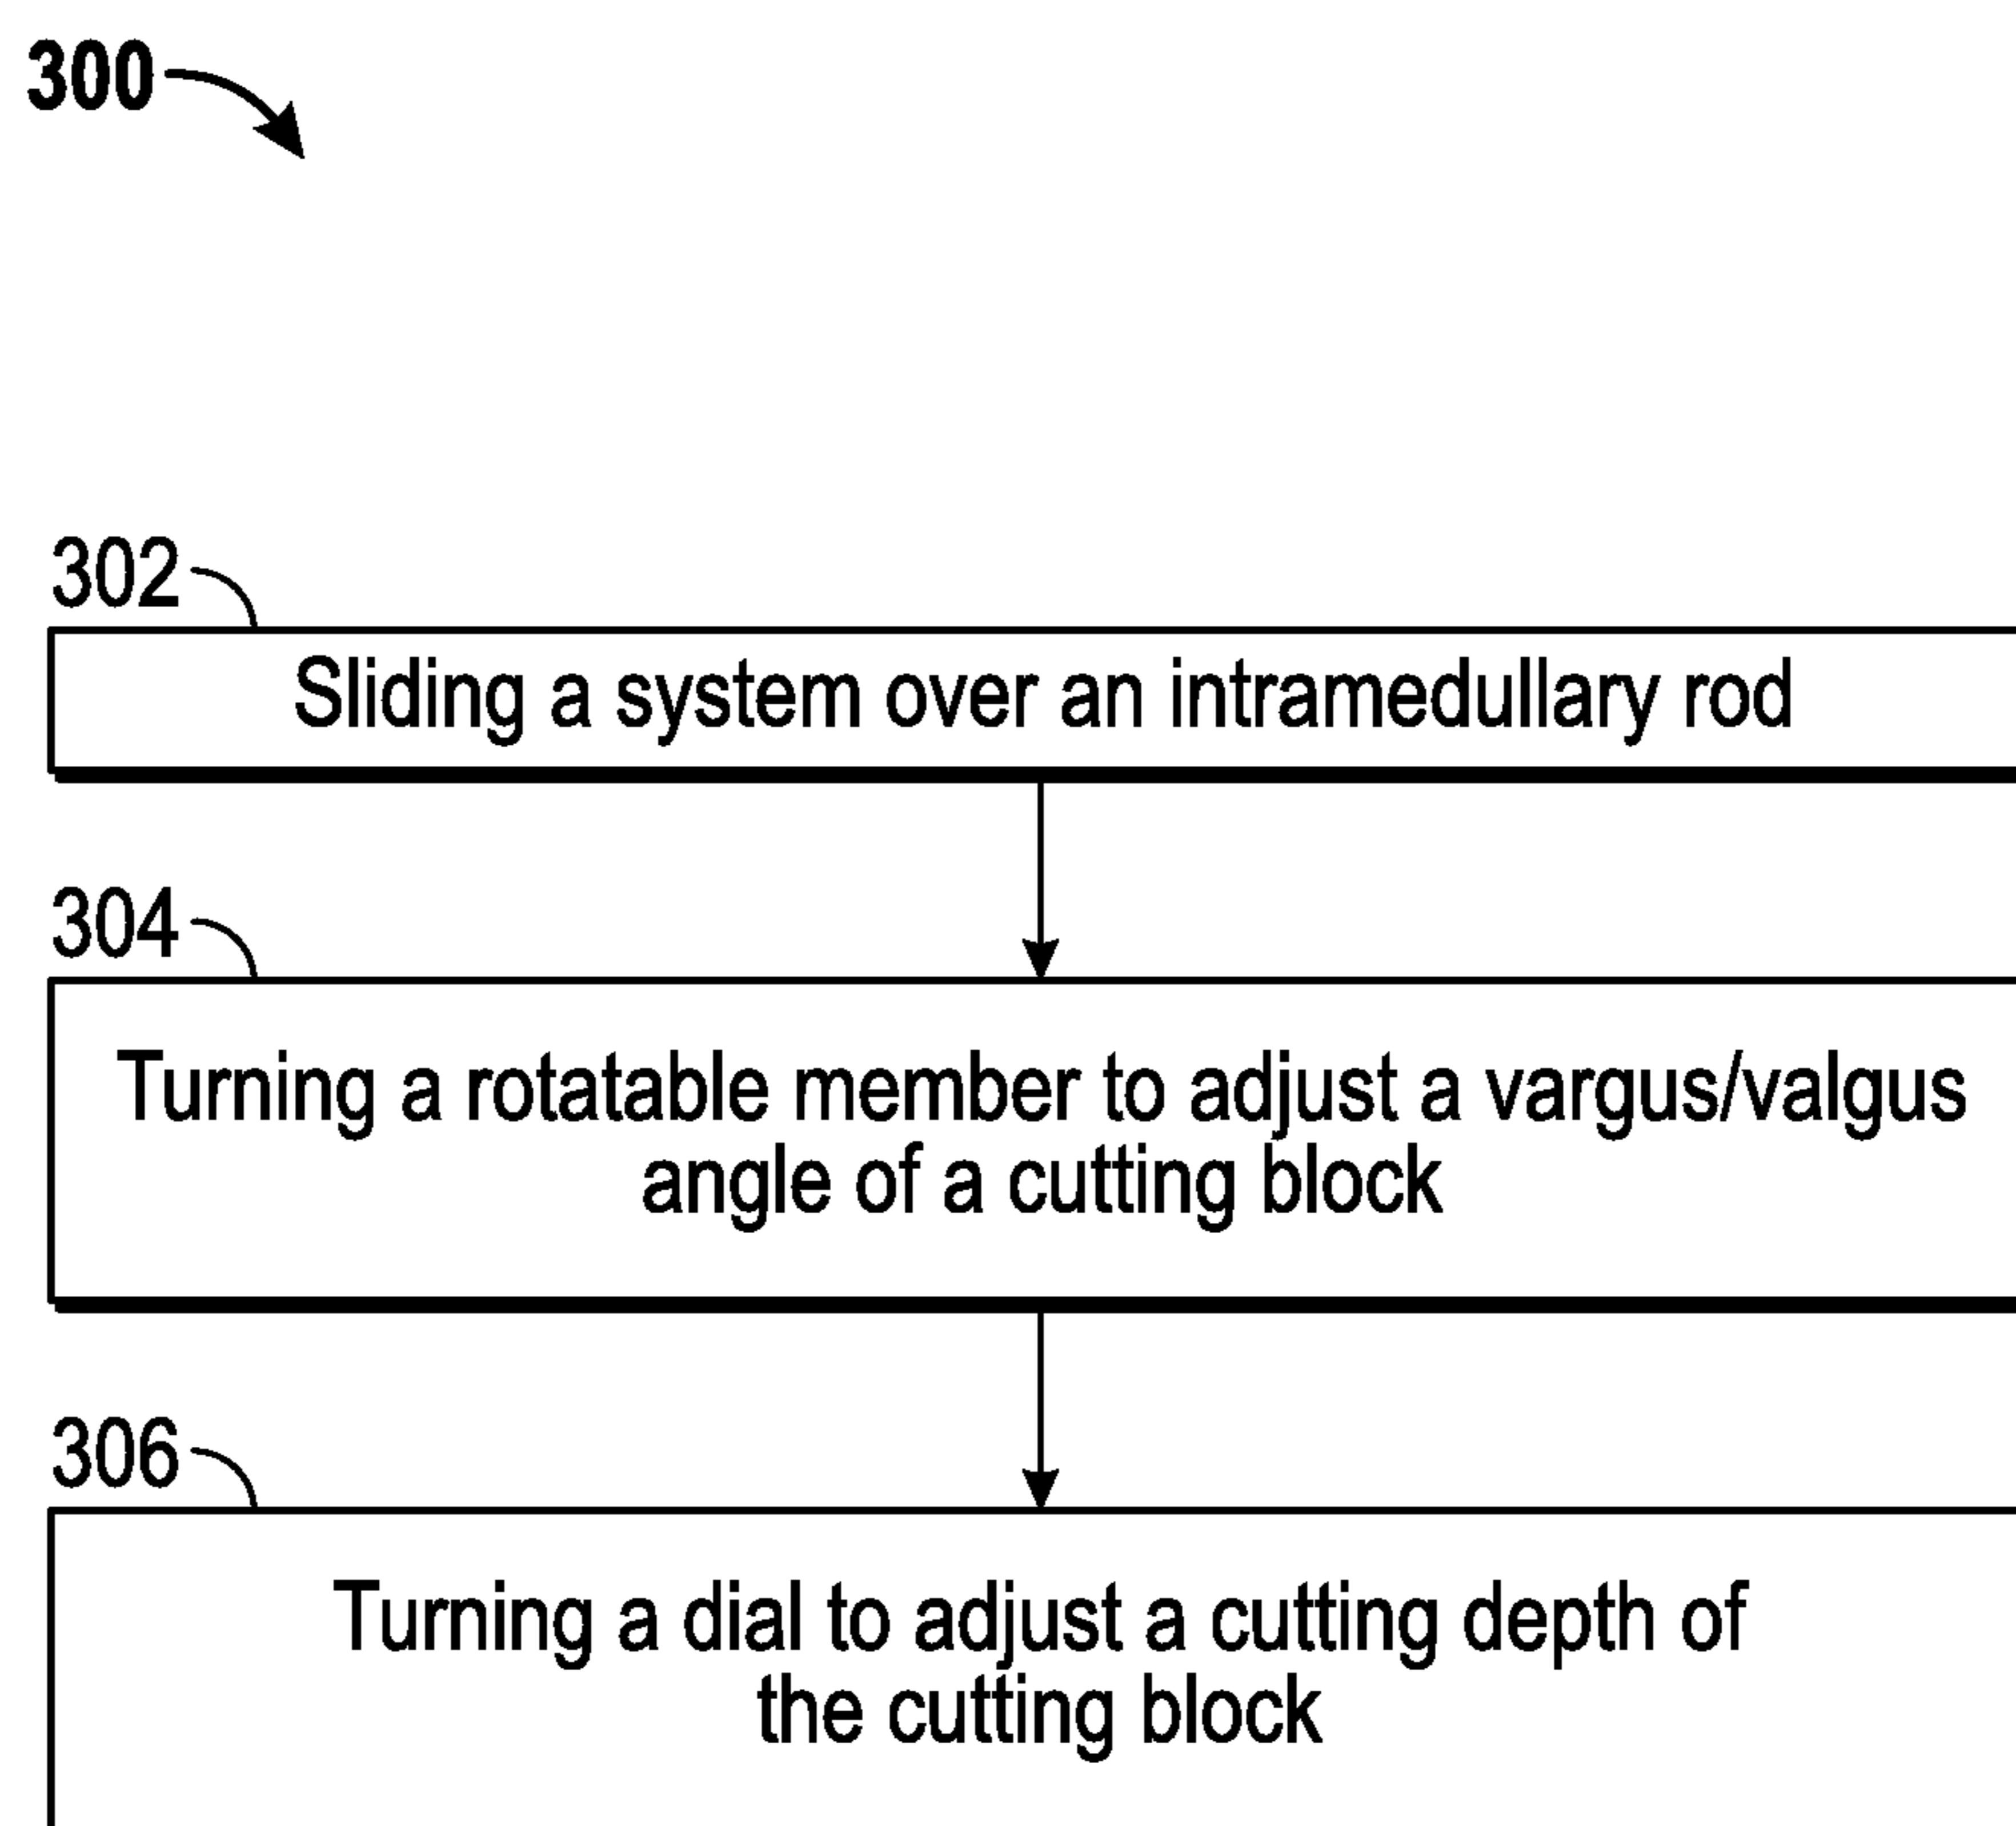 300
302
Sliding a system over an intramedullary rod
304
Turning a rotatable member to adjust a vargus/valgus
angle of a cutting block
306
Turning a dial to adjust a cutting depth of
the cutting block